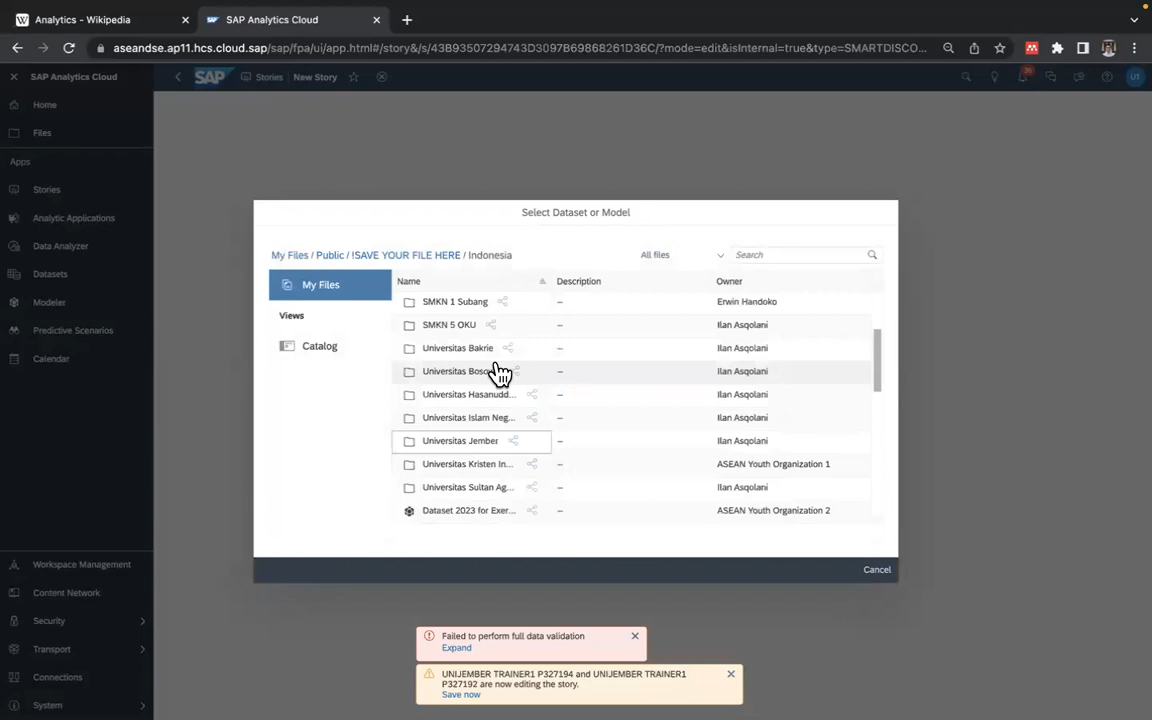 Analytics - Wikipedia
SAP Analytics Cloud
aseandse.ap11.hcs.cloud.sap/sap/fpa/ui/app.html#/story&/s/43B93507294743D3097B69868261D36C/?mode=edit&isInternal=true&type=SMARTDISCO...
SAP Analytics Cloud
SAP
Stories
New Story
Home
Files
Apps
Stories
Analytic Applications
Data Analyzer
Datasets
Modeler
Predictive Scenarios
Calendar
Workspace Management
Content Network
Security
Transport
Connections
System
Select Dataset or Model
My Files / Public / !SAVE YOUR FILE HERE / Indonesia
All files
Search
My Files
Views
Catalog
Name Description Owner
SMKN 1 Subang – Erwin Handoko
SMKN 5 OKU – Ilan Asqolani
Universitas Bakrie – Ilan Asqolani
Universitas – Ilan Asqolani
Universitas Hasanudd... – Ilan Asqolani
Universitas Islam Neg... – Ilan Asqolani
Universitas Jember – Ilan Asqolani
Universitas Kristen In... – ASEAN Youth Organization 1
Universitas Sultan Ag... – Ilan Asqolani
Dataset 2023 for Exer... – ASEAN Youth Organization 2
Cancel
Failed to perform full data validation
Expand
UNIJEMBER TRAINER1 P327194 and UNIJEMBER TRAINER1
P327192 are now editing the story.
Save now